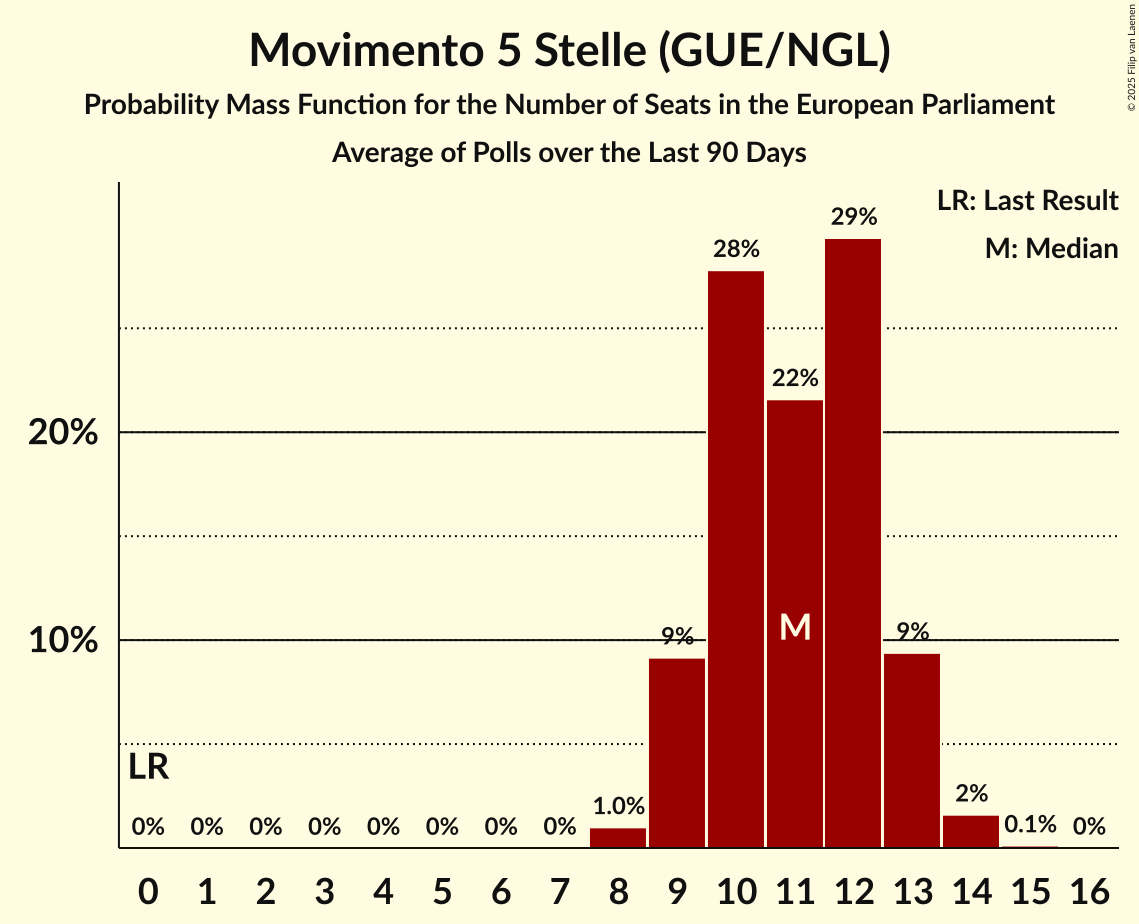 Movimento 5 Stelle (GUE/NGL)
Probability Mass Function for the Number of Seats in the European Parliament
Average of Polls over the Last 90 Days
© 2025 Filip van Laenen
LR: Last Result
M: Median
29%
28%
22%
20%
10%
9%
9%
M
LR
0% 0% 0% 0% 0% 0% 0% 0% 1.0% 2% 0.1% 0%
0 1 2 3 4 5 6 7 8 9 10 11 12 13 14 15 16